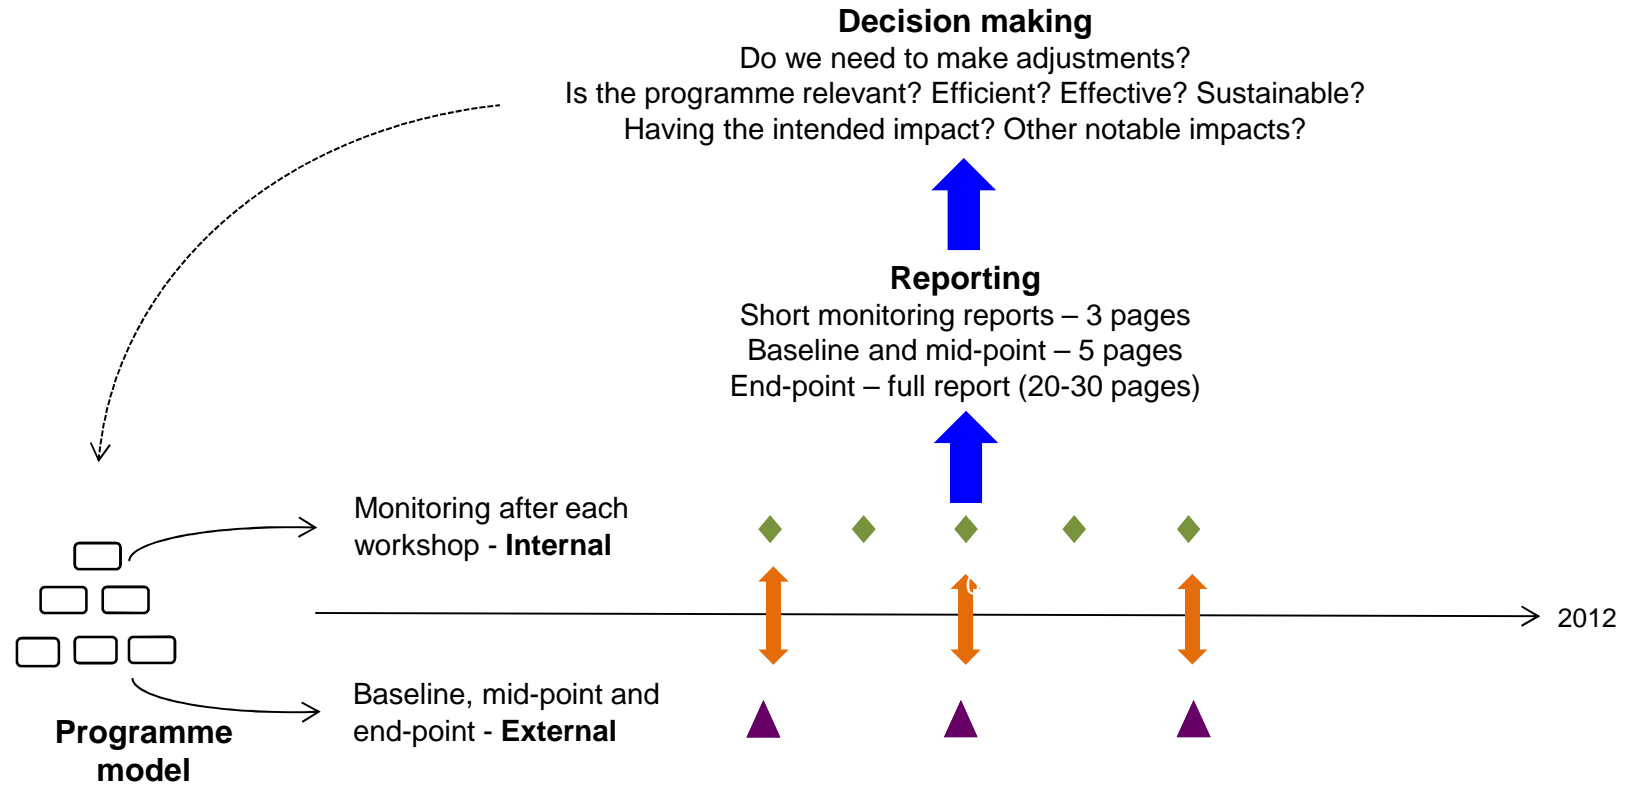 Decision making
Do we need to make adjustments?
Is the programme relevant? Efficient? Effective? Sustainable?
Having the intended impact? Other notable impacts?
Reporting
Short monitoring reports – 3 pages
Baseline and mid-point – 5 pages
End-point – full report (20-30 pages)
Monitoring after each
workshop - Internal
2012
Baseline, mid-point and
end-point - External
Programme
model